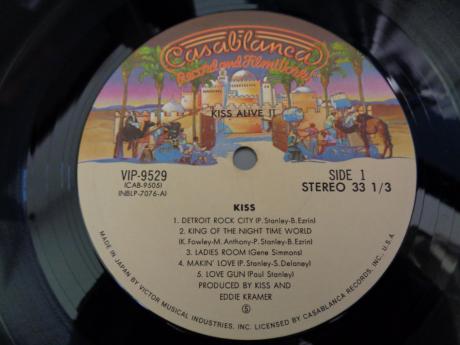 Casablanca
Record and FilmWorks
KISS ALIVE II
VIP-9529
(CAB-9505)
(NBLP-7076-A)
SIDE 1
STEREO 33 1/3
KISS
1. DETROIT ROCK CITY (P. Stanley-B. Ezrin)
2. KING OF THE NIGHT TIME WORLD
(K. Fowley-M. Anthony-P. Stanley-B. Ezrin)
3. LADIES ROOM (Gene Simmons)
4. MAKIN' LOVE (P. Stanley-S. Delaney)
5. LOVE GUN (Paul Stanley)
PRODUCED BY KISS AND
EDDIE KRAMER
S
MADE IN JAPAN BY VICTOR MUSICAL INDUSTRIES, INC. LICENSED BY CASABLANCA RECORDS, INC., U.S.A.